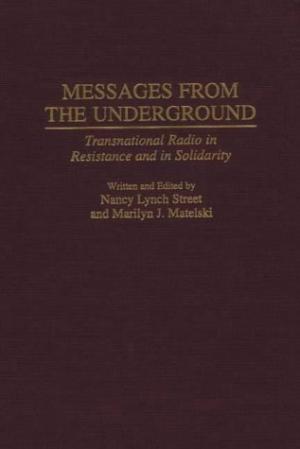 MESSAGES FROM
THE UNDERGROUND
Transnational Radio in
Resistance and in Solidarity
Written and Edited by
Nancy Lynch Street
and Marilyn J. Matelski